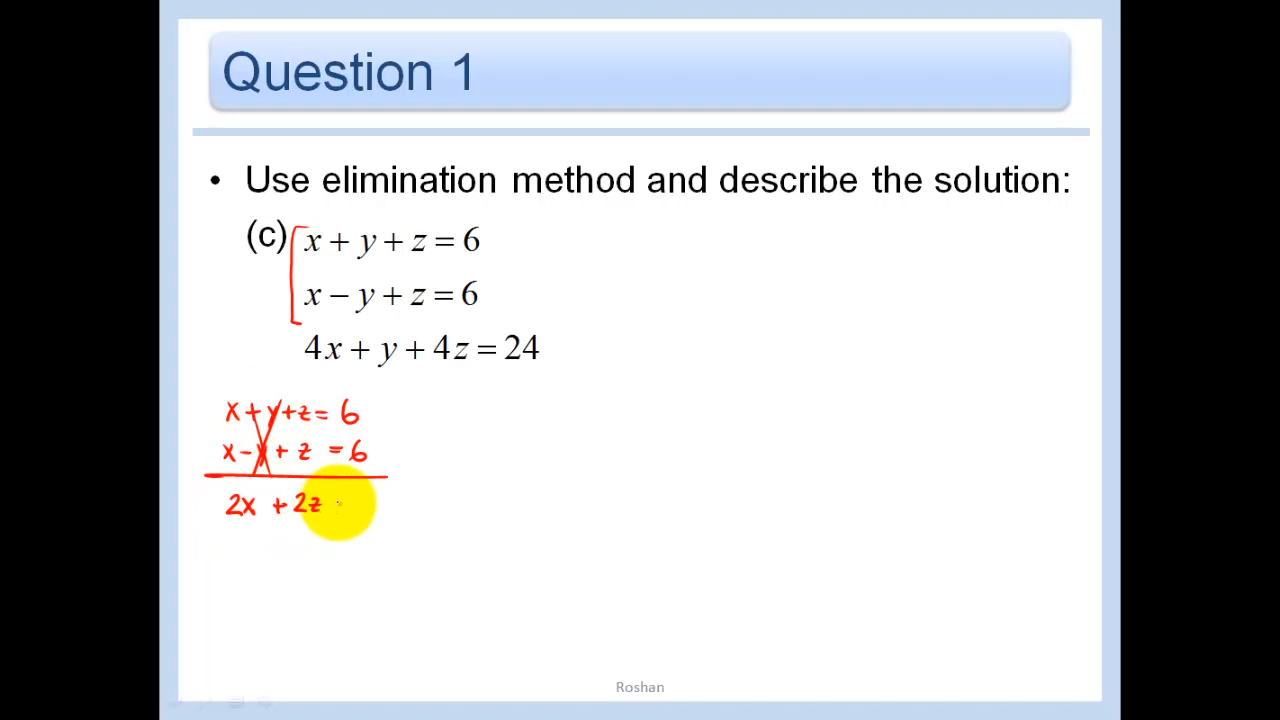 Question 1
• Use elimination method and describe the solution:
(c) x + y + z = 6
x − y + z = 6
4x + y + 4z = 24
x + y + z = 6
x − y + z = 6
2x + 2z
Roshan